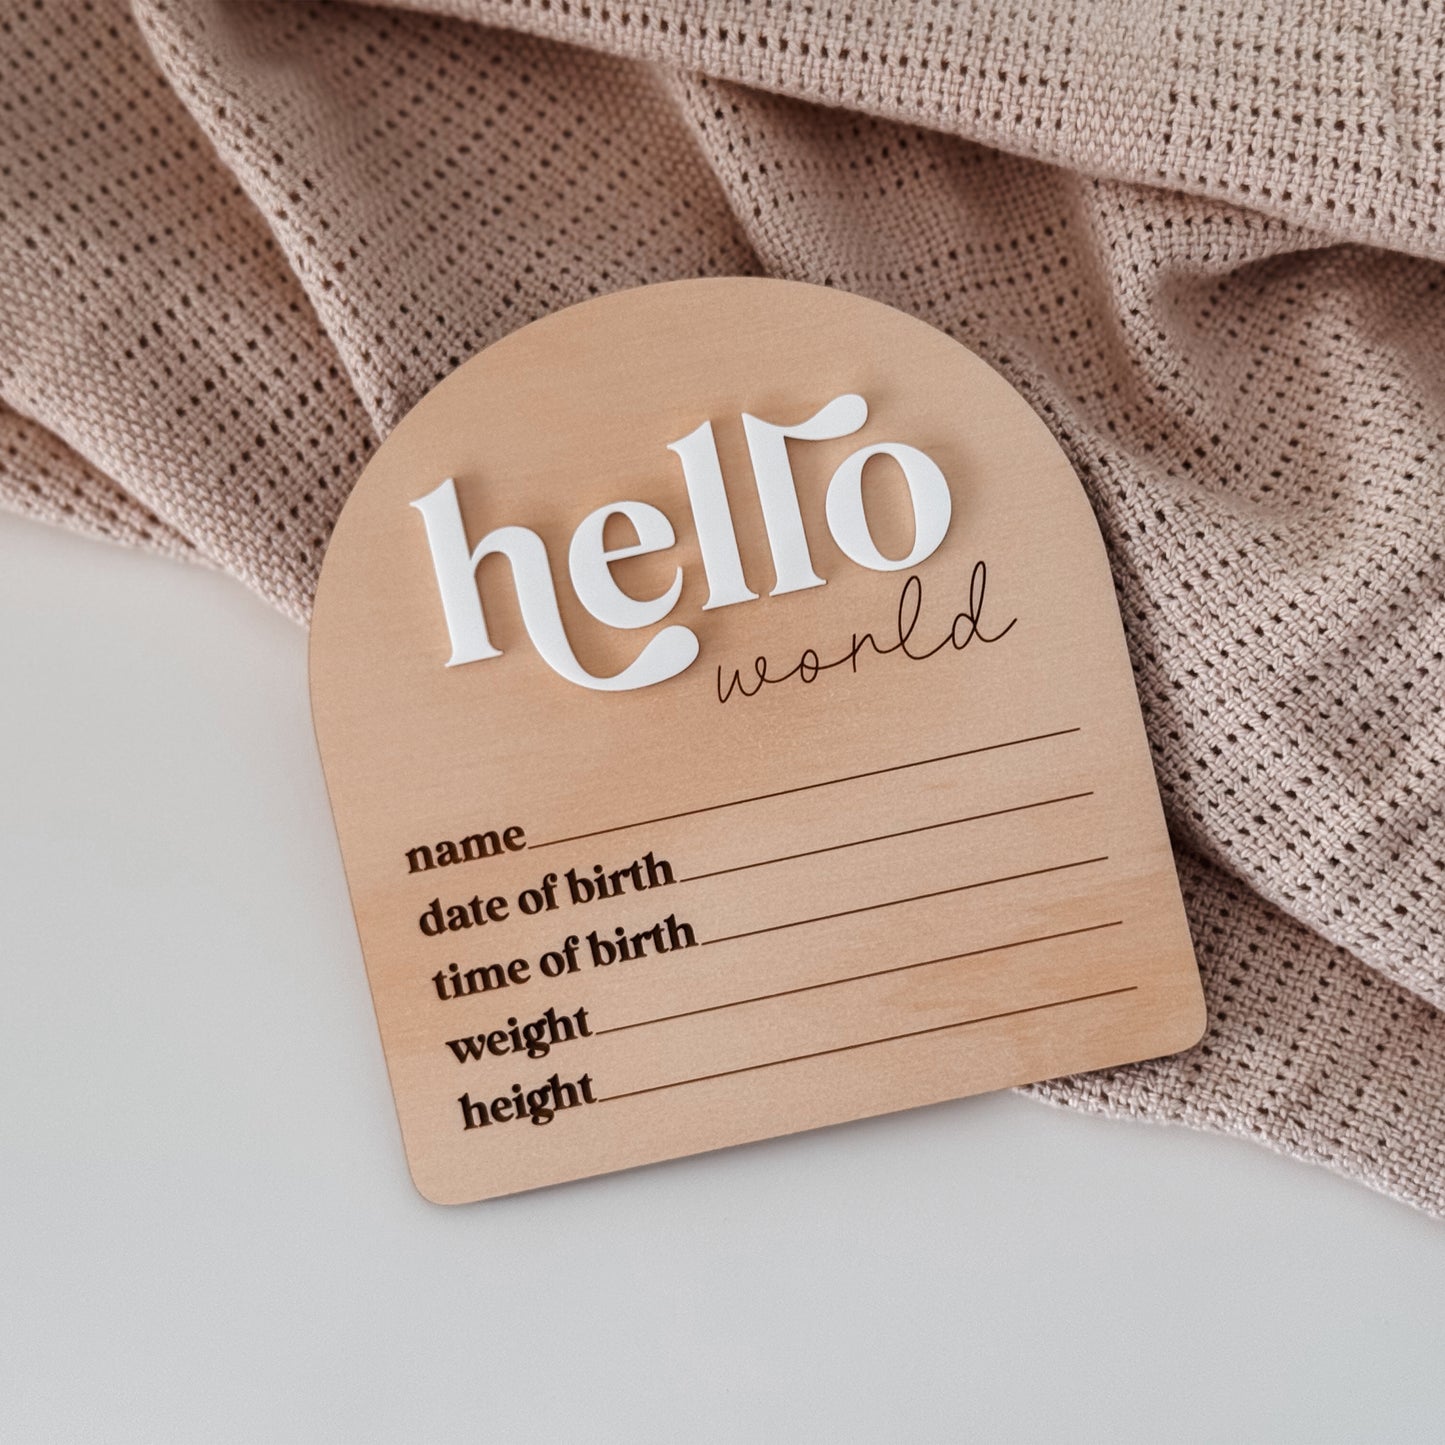 hello
world
name
date of birth
time of birth
weight
height